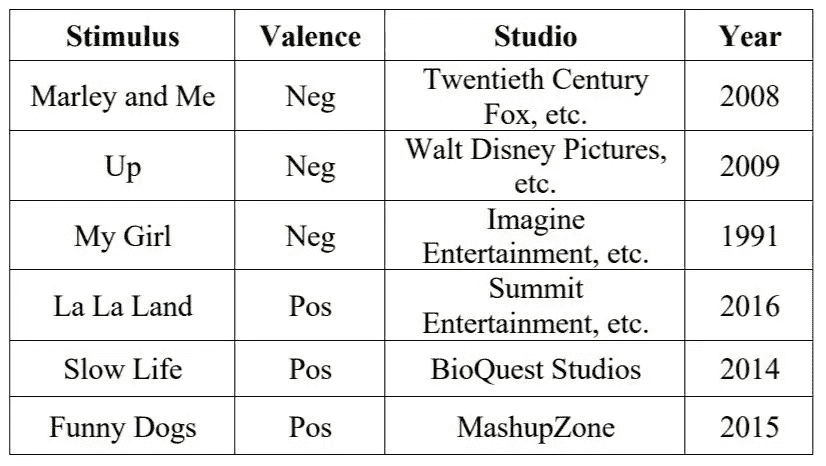 Stimulus Valence Studio Year
Marley and Me Neg Twentieth Century Fox, etc. 2008
Up Neg Walt Disney Pictures, etc. 2009
My Girl Neg Imagine Entertainment, etc. 1991
La La Land Pos Summit Entertainment, etc. 2016
Slow Life Pos BioQuest Studios 2014
Funny Dogs Pos MashupZone 2015